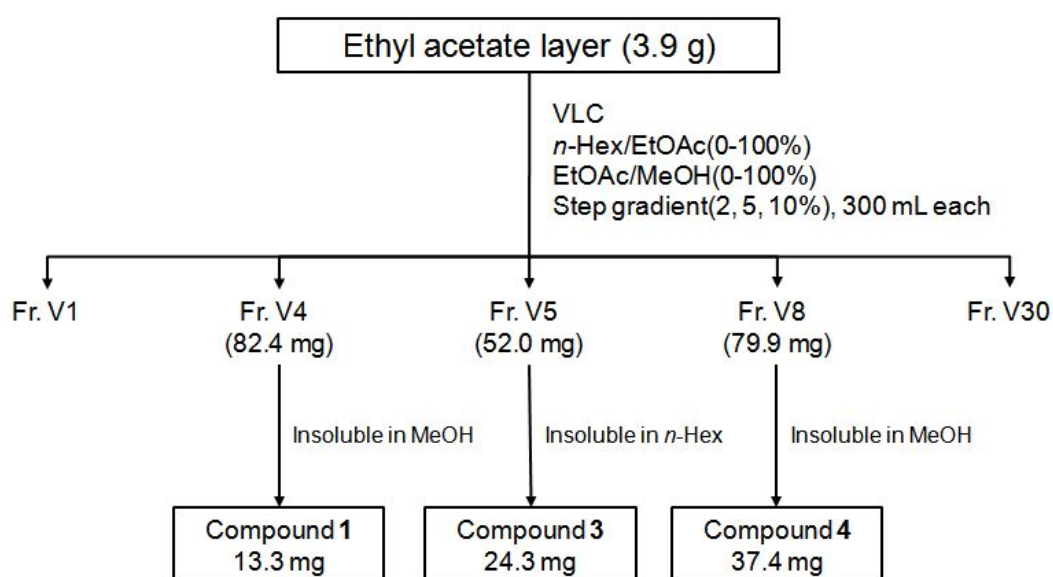 Ethyl acetate layer (3.9 g)
VLC
n-Hex/EtOAc(0-100%)
EtOAc/MeOH(0-100%)
Step gradient(2, 5, 10%), 300 mL each
Fr. V1
Fr. V4
(82.4 mg)
Fr. V5
(52.0 mg)
Fr. V8
(79.9 mg)
Fr. V30
Insoluble in MeOH
Insoluble in n-Hex
Insoluble in MeOH
Compound 1
13.3 mg
Compound 3
24.3 mg
Compound 4
37.4 mg